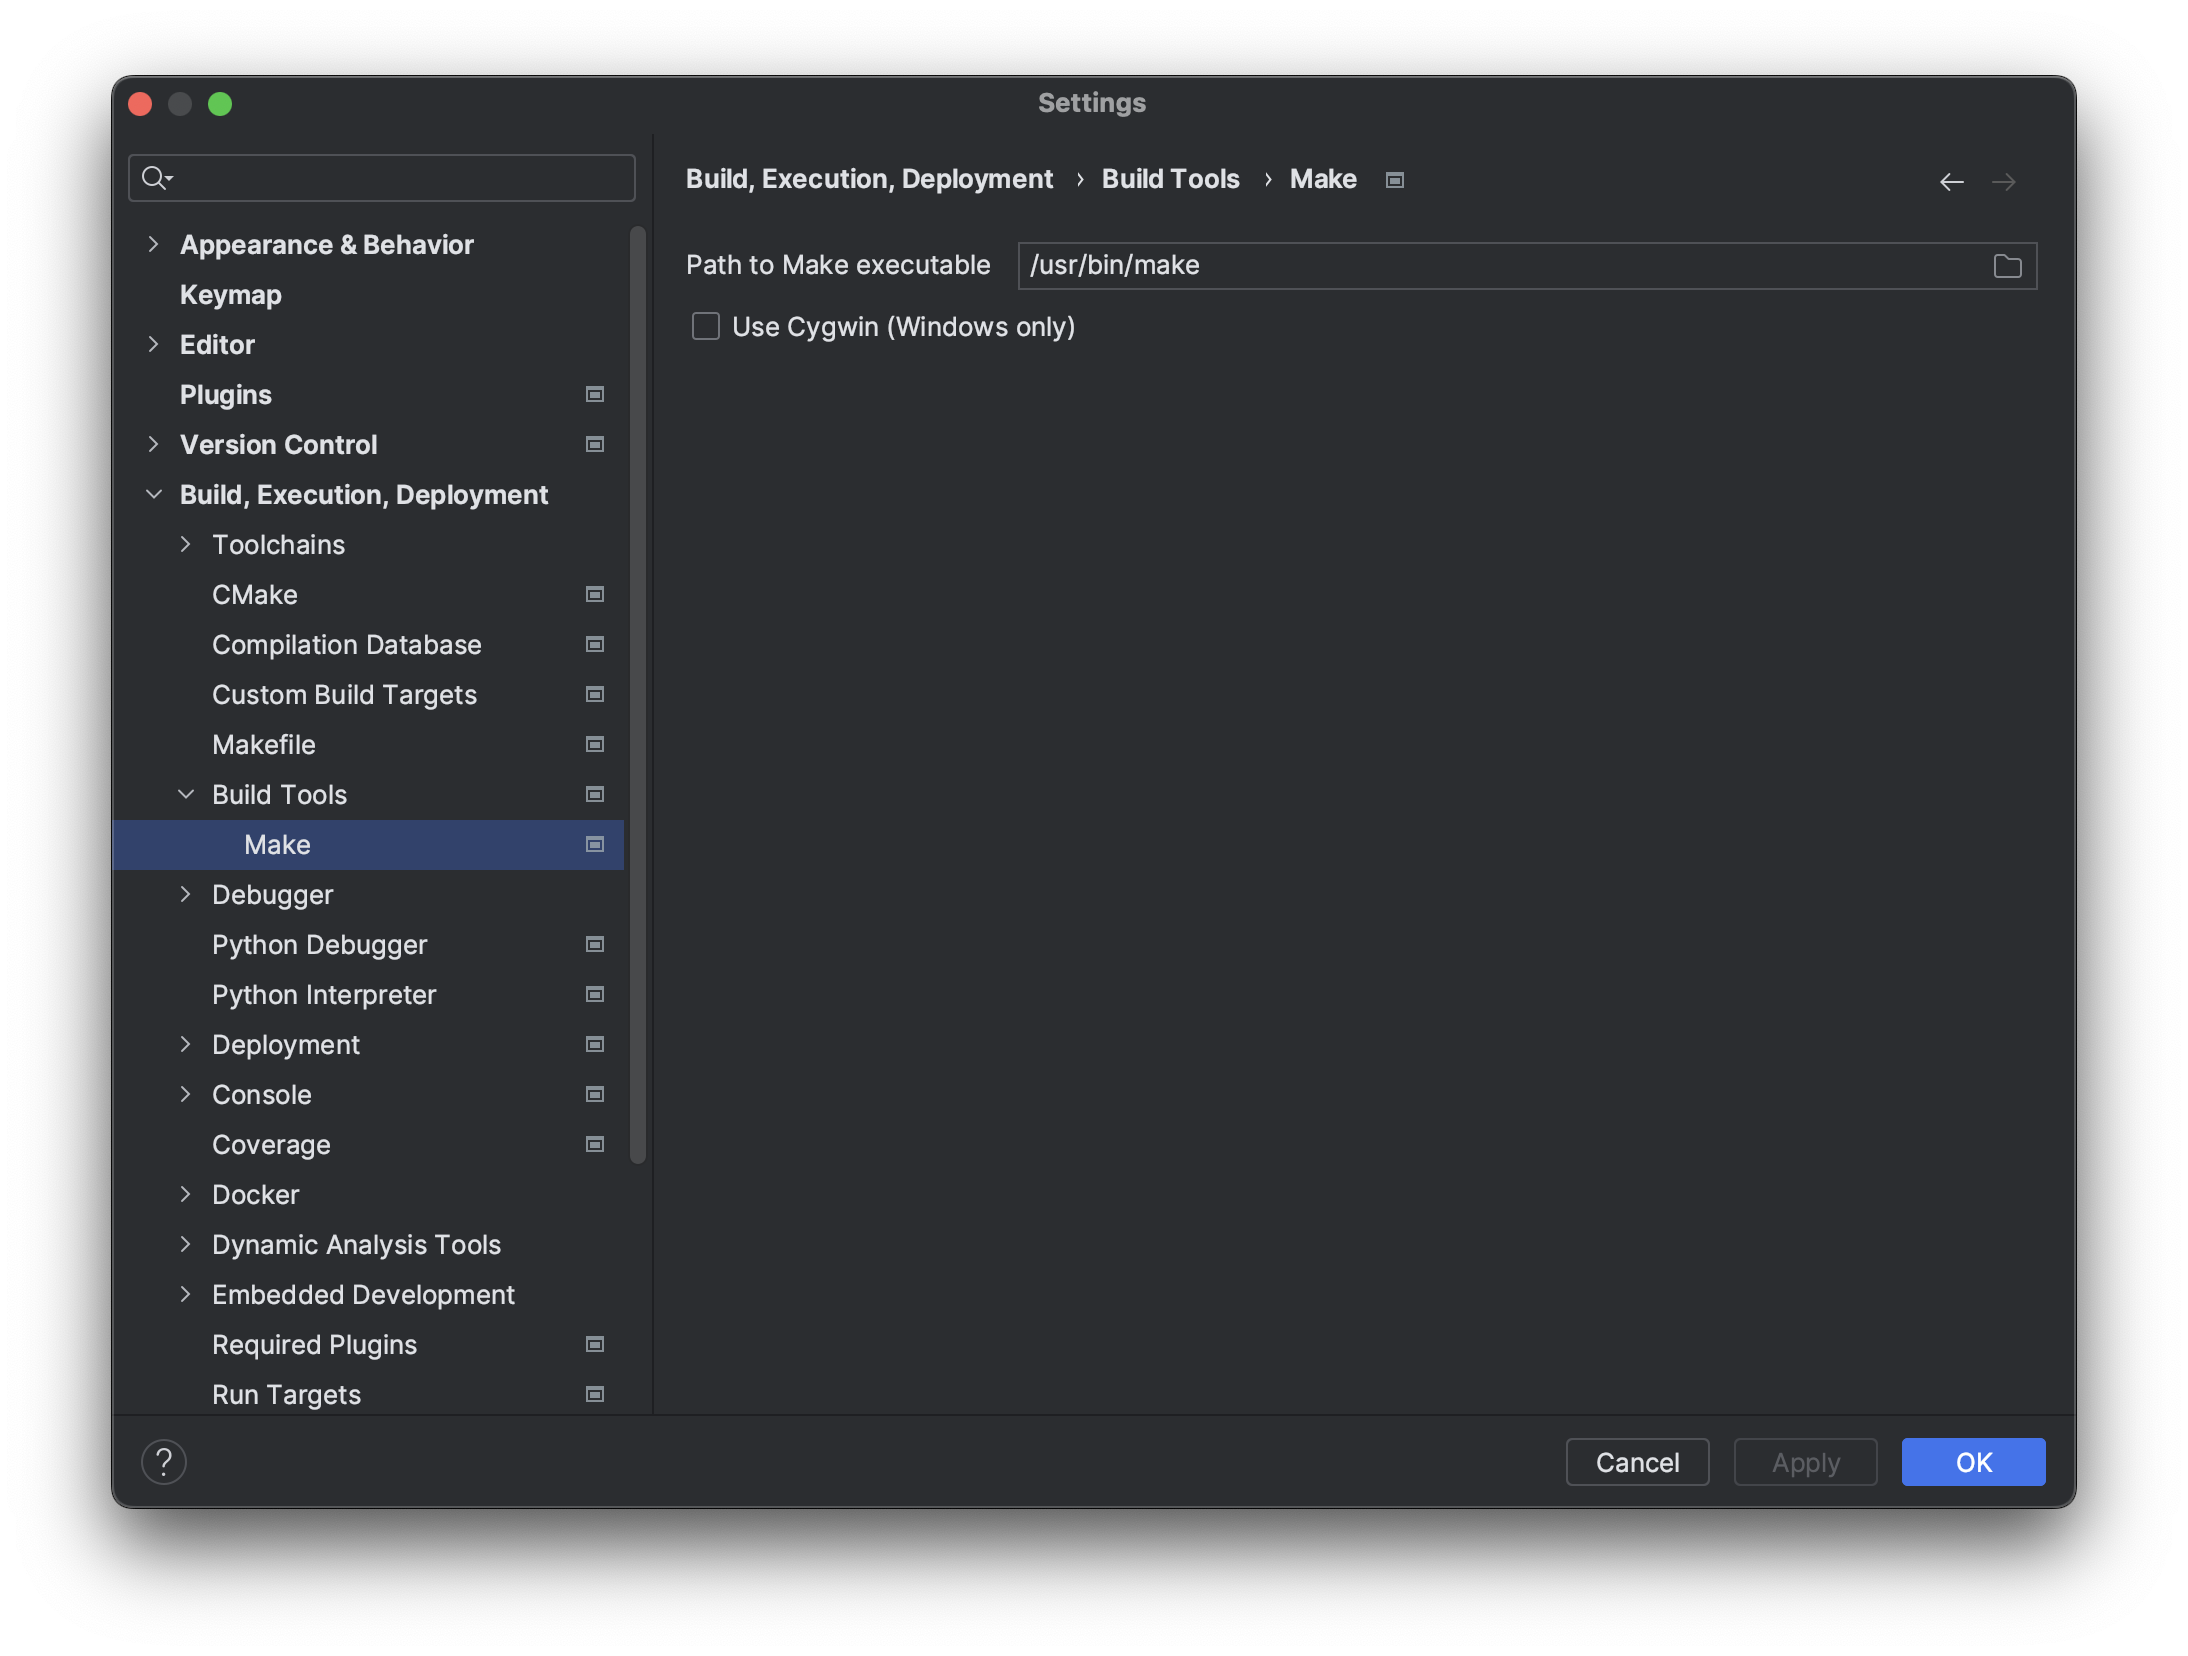 Settings
Build, Execution, Deployment › Build Tools › Make
Appearance & Behavior
Keymap
Editor
Plugins
Version Control
Build, Execution, Deployment
Toolchains
CMake
Compilation Database
Custom Build Targets
Makefile
Build Tools
Make
Debugger
Python Debugger
Python Interpreter
Deployment
Console
Coverage
Docker
Dynamic Analysis Tools
Embedded Development
Required Plugins
Run Targets
Path to Make executable /usr/bin/make
Use Cygwin (Windows only)
?
Cancel Apply OK